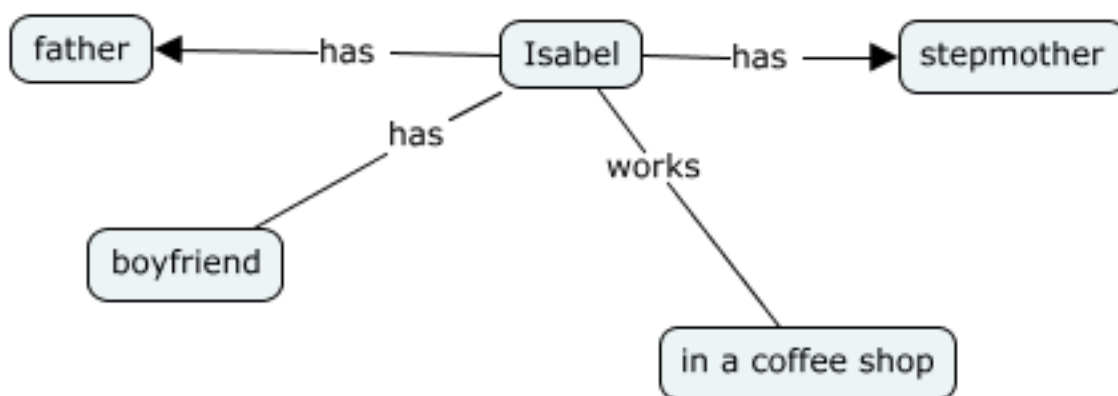 father
has
Isabel
has
stepmother
has
works
boyfriend
in a coffee shop